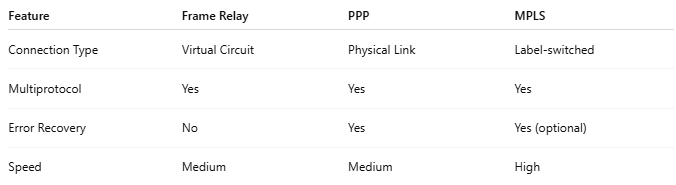 Feature Frame Relay PPP MPLS
Connection Type Virtual Circuit Physical Link Label-switched
Multiprotocol Yes Yes Yes
Error Recovery No Yes Yes (optional)
Speed Medium Medium High